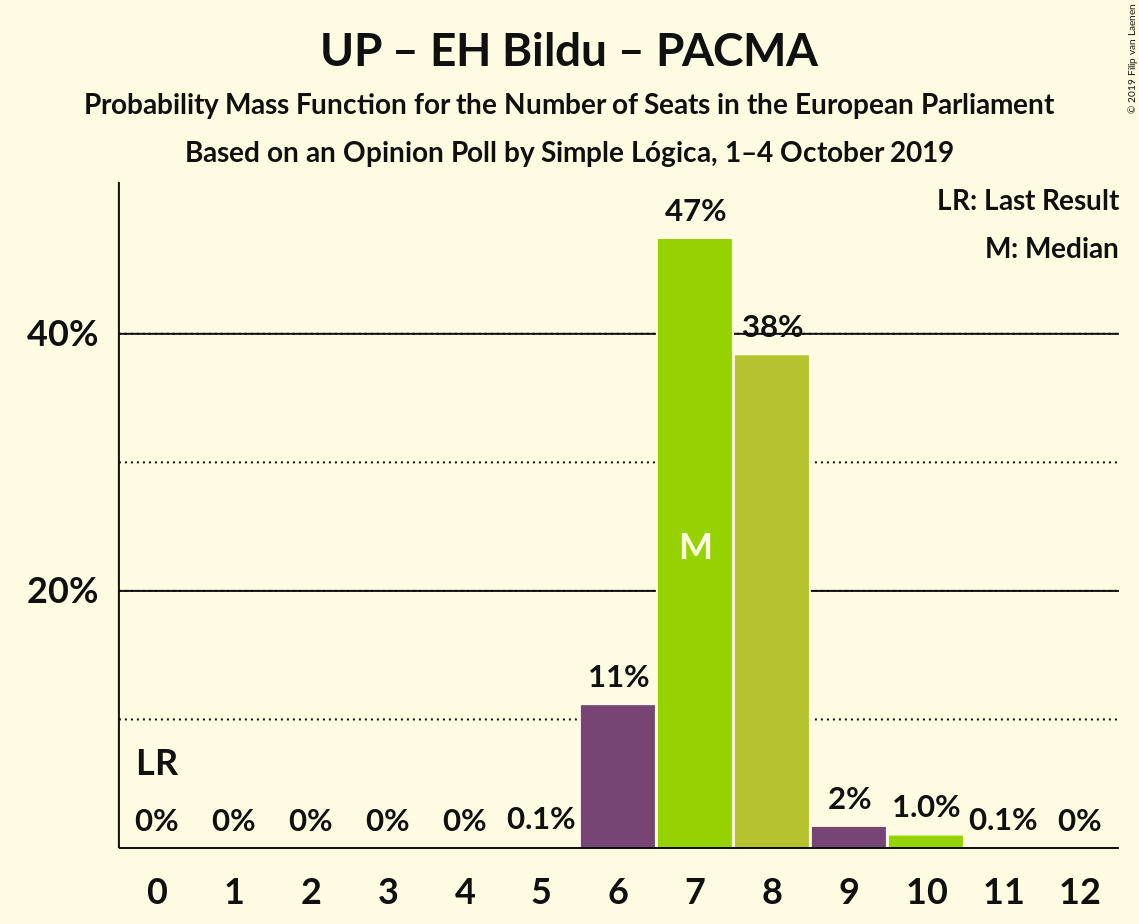 UP – EH Bildu – PACMA
Probability Mass Function for the Number of Seats in the European Parliament
Based on an Opinion Poll by Simple Lógica, 1–4 October 2019
© 2019 Filip van Laenen
LR: Last Result
M: Median
47%
38%
40%
M
20%
11%
LR
0% 0% 0% 0% 0% 0.1% 2% 1.0% 0.1% 0%
0 1 2 3 4 5 6 7 8 9 10 11 12